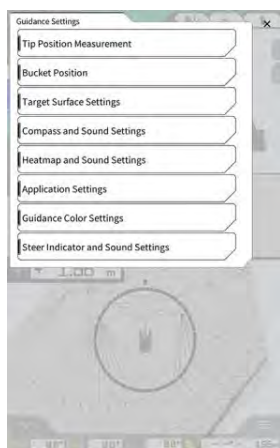 Guidance Settings
Tip Position Measurement
Bucket Position
Target Surface Settings
Compass and Sound Settings
Heatmap and Sound Settings
Application Settings
Guidance Color Settings
Steer Indicator and Sound Settings
1.00 m